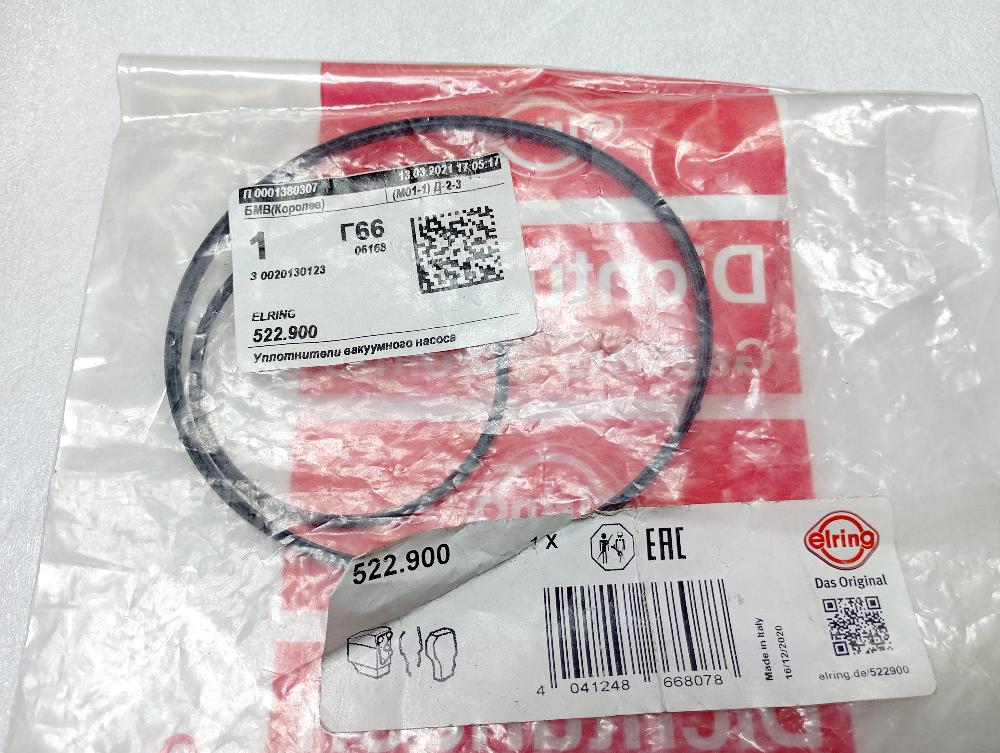 elring
П 0001380307 13.03.2021 17:05:17
БМВ(Королев) (М01-1) Д-2-3
1 Г66
06168
3 0020130123
ELRING
522.900
Уплотнители вакуумного насоса
522.900 1 X EAC
elring
Das Original
4 041248 668078
Made in Italy
16/12/2020
elring.de/522900